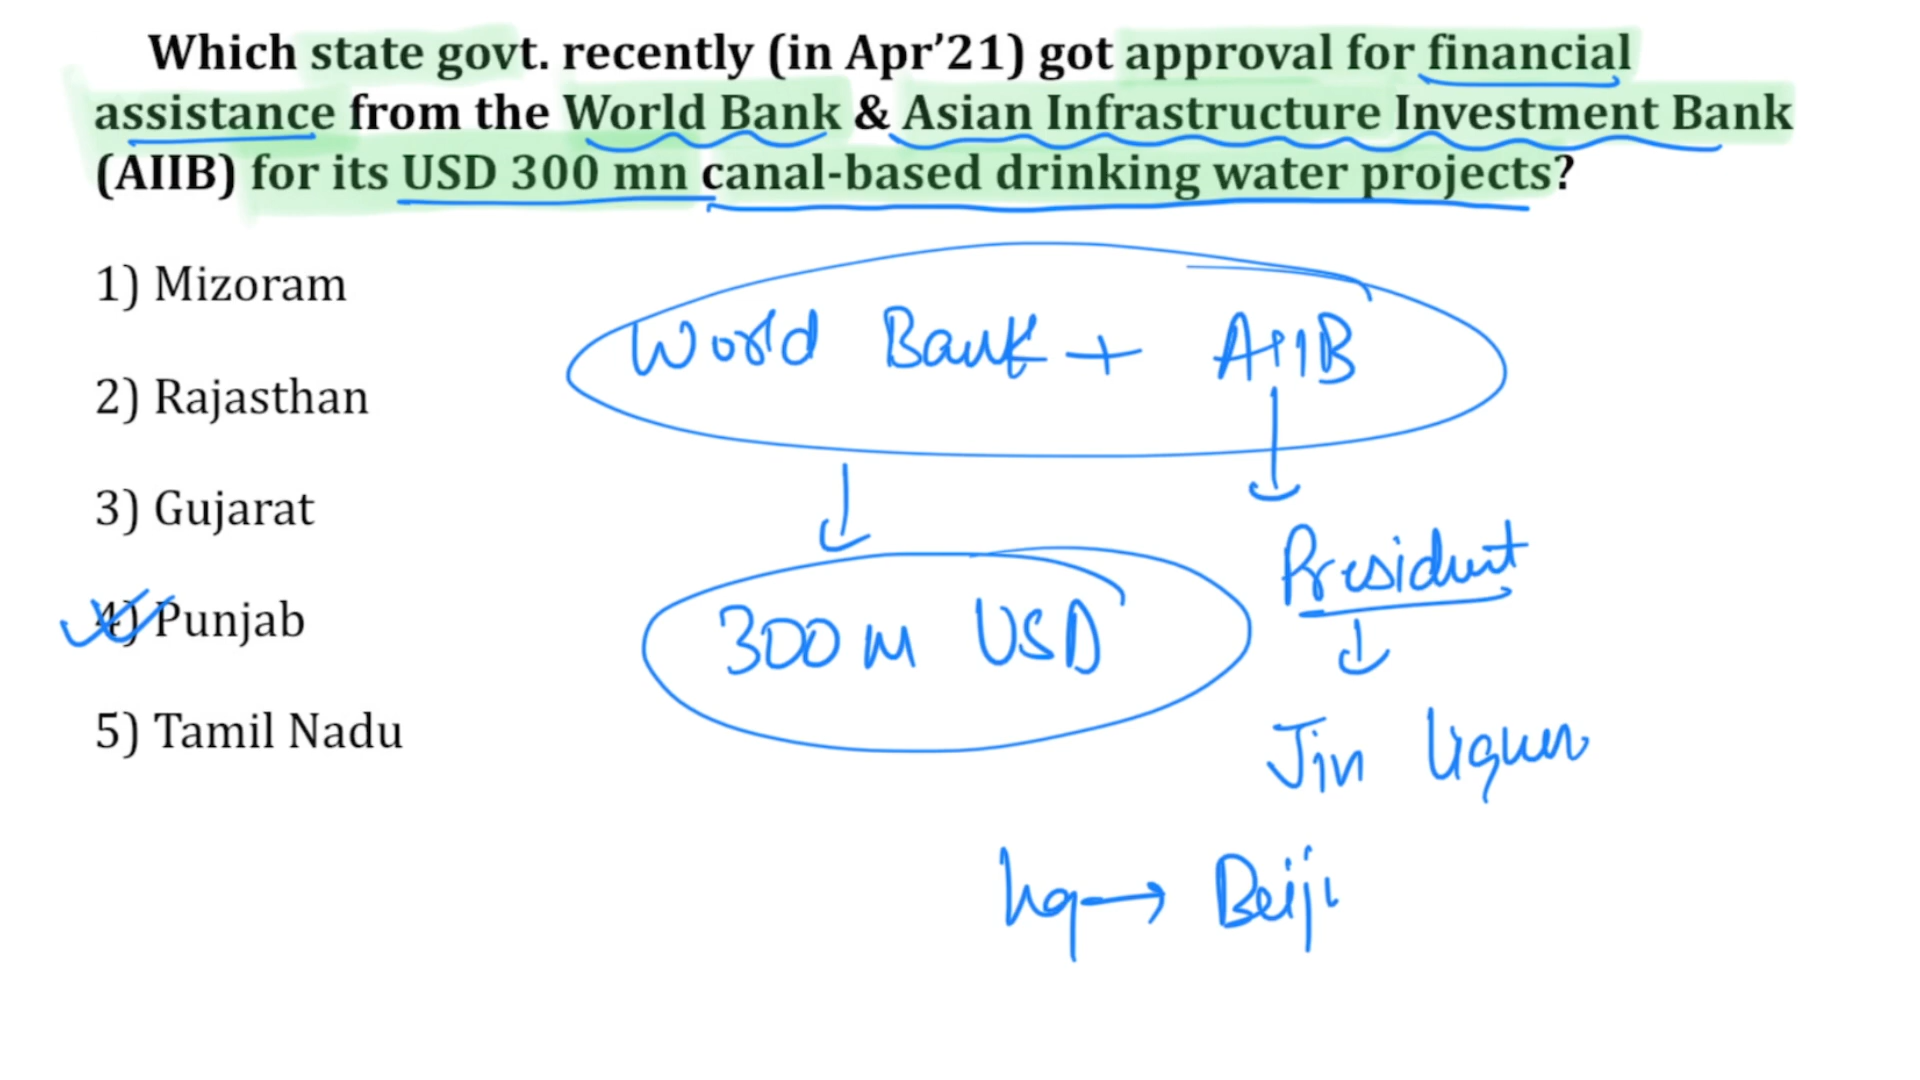 Which state govt. recently (in Apr’21) got approval for financial
assistance from the World Bank & Asian Infrastructure Investment Bank
(AIIB) for its USD 300 mn canal-based drinking water projects?
1) Mizoram
2) Rajasthan
3) Gujarat
4) Punjab
5) Tamil Nadu
World Bank + AIIB
300 M USD
President
Jin liqun
hq → Beiji